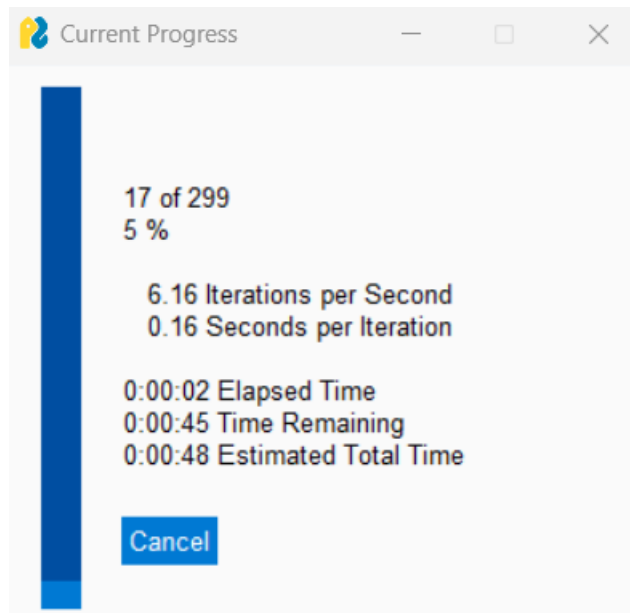 Current Progress
17 of 299
5 %
6.16 Iterations per Second
0.16 Seconds per Iteration
0:00:02 Elapsed Time
0:00:45 Time Remaining
0:00:48 Estimated Total Time
Cancel